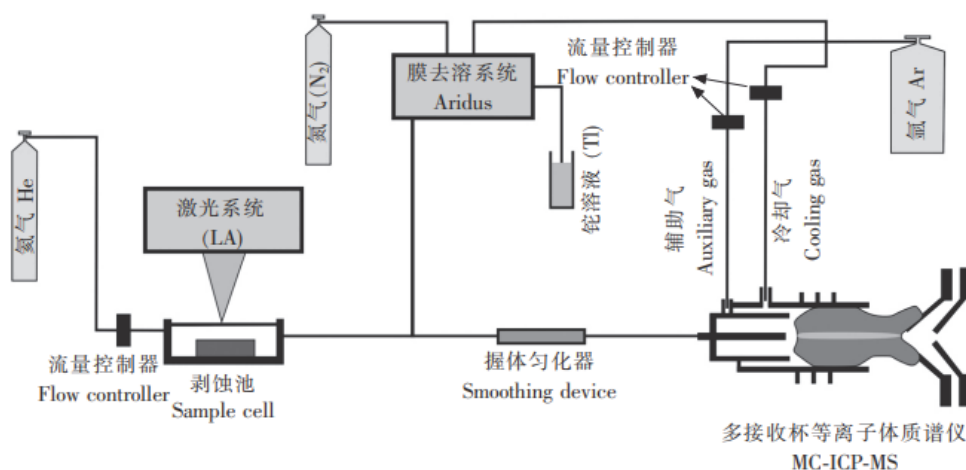 氮气(N₂)
膜去溶系统
Aridus
流量控制器
Flow controller
氩气 Ar
氦气 He
激光系统
(LA)
铊溶液 (Tl)
辅助气
Auxiliary gas
冷却气
Cooling gas
流量控制器
Flow controller
剥蚀池
Sample cell
握体匀化器
Smoothing device
多接收杯等离子体质谱仪
MC-ICP-MS